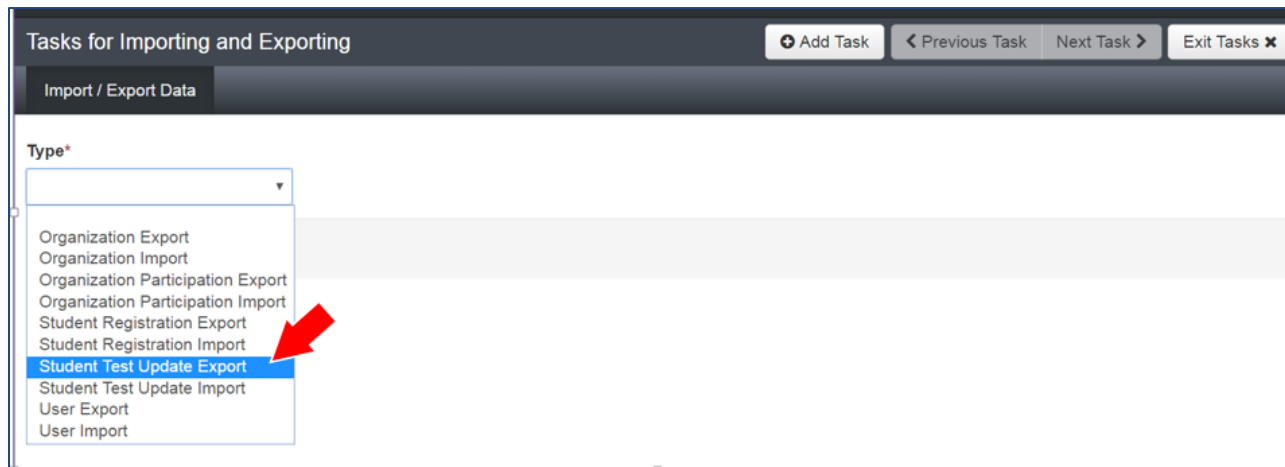 Tasks for Importing and Exporting
Add Task
Previous Task
Next Task
Exit Tasks
Import / Export Data
Type*
Organization Export
Organization Import
Organization Participation Export
Organization Participation Import
Student Registration Export
Student Registration Import
Student Test Update Export
Student Test Update Import
User Export
User Import